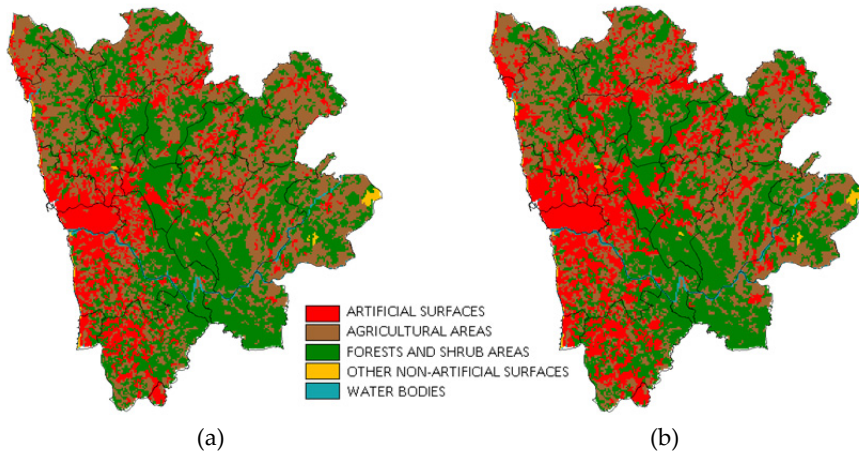 ARTIFICIAL SURFACES
AGRICULTURAL AREAS
FORESTS AND SHRUB AREAS
OTHER NON-ARTIFICIAL SURFACES
WATER BODIES
(a)
(b)